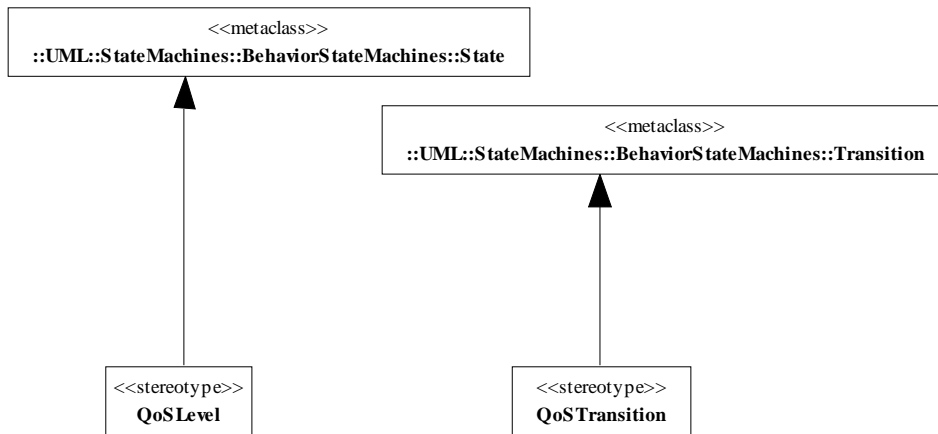 <<metaclass>>
::UML::StateMachines::BehaviorStateMachines::State
<<metaclass>>
::UML::StateMachines::BehaviorStateMachines::Transition
<<stereotype>>
QoSLevel
<<stereotype>>
QoSTransition